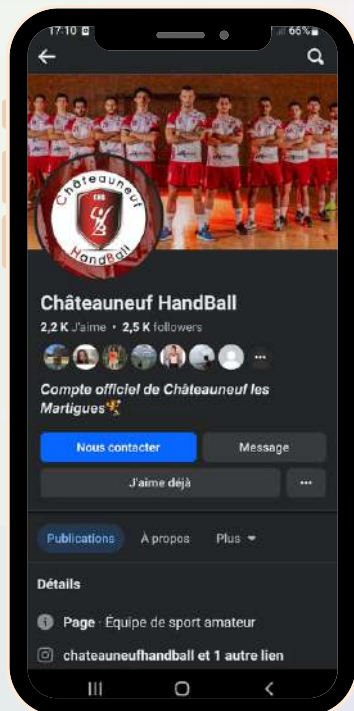 17:10
66%
Châteauneuf
CHB
HandBall
Châteauneuf HandBall
2,2 K J'aime • 2,5 K followers
Compte officiel de Châteauneuf les
Martigues🤾
Nous contacter
Message
J'aime déjà
Publications
À propos
Plus
Détails
Page · Équipe de sport amateur
chateauneufhandball et 1 autre lien